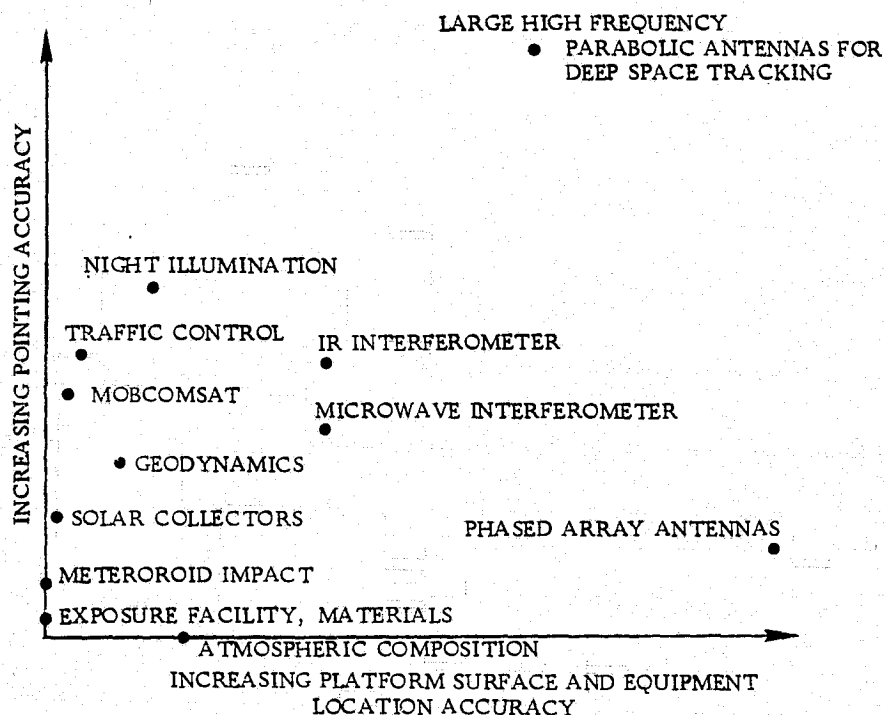 LARGE HIGH FREQUENCY
PARABOLIC ANTENNAS FOR
DEEP SPACE TRACKING
INCREASING POINTING ACCURACY
NIGHT ILLUMINATION
TRAFFIC CONTROL
IR INTERFEROMETER
MOBCOMSAT
MICROWAVE INTERFEROMETER
GEODYNAMICS
SOLAR COLLECTORS
PHASED ARRAY ANTENNAS
METEROROID IMPACT
EXPOSURE FACILITY, MATERIALS
ATMOSPHERIC COMPOSITION
INCREASING PLATFORM SURFACE AND EQUIPMENT
LOCATION ACCURACY